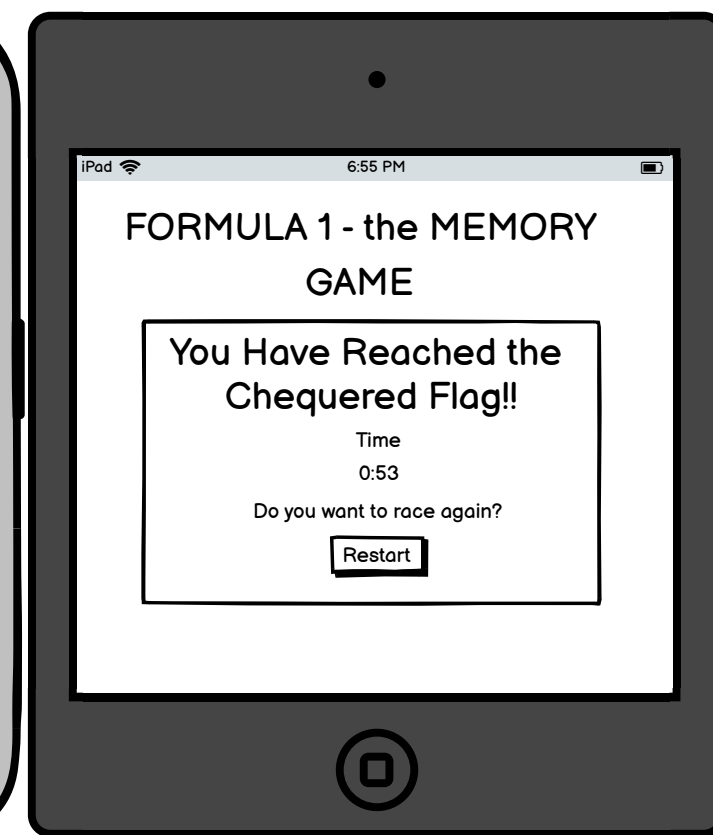 iPad 6:55 PM
FORMULA 1 - the MEMORY
GAME
You Have Reached the
Chequered Flag!!
Time
0:53
Do you want to race again?
Restart